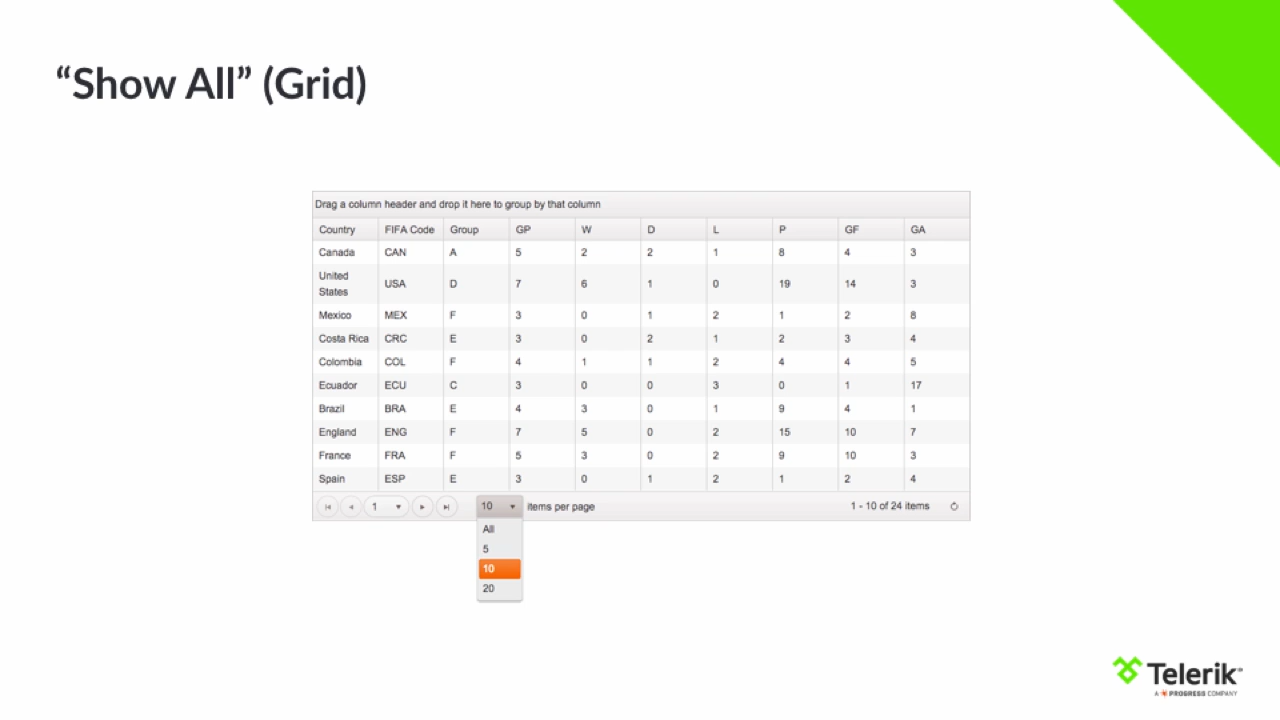 “Show All” (Grid)
Drag a column header and drop it here to group by that column
Country FIFA Code Group GP W D L P GF GA
Canada CAN A 5 2 2 1 8 4 3
United
States USA D 7 6 1 0 19 14 3
Mexico MEX F 3 0 1 2 1 2 8
Costa Rica CRC E 3 0 2 1 2 3 4
Colombia COL F 4 1 1 2 4 4 5
Ecuador ECU C 3 0 0 3 0 1 17
Brazil BRA E 4 3 0 1 9 4 1
England ENG F 7 5 0 2 15 10 7
France FRA F 5 3 0 2 9 10 3
Spain ESP E 3 0 1 2 1 2 4
1 10 items per page 1 - 10 of 24 items
All
5
10
20
Telerik
A PROGRESS COMPANY